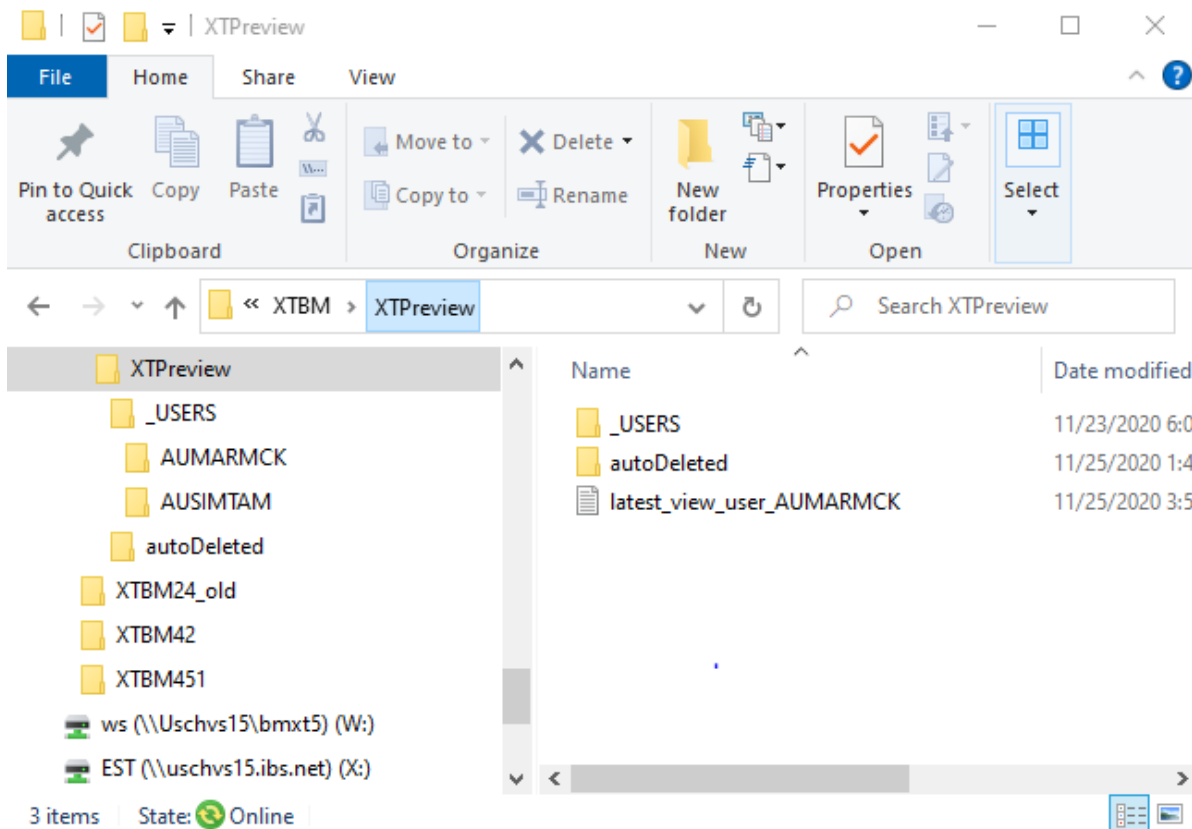 XTPreview
File Home Share View
Pin to Quick access
Copy
Paste
Clipboard
Move to
Copy to
Delete
Rename
Organize
New folder
New
Properties
Open
Select
« XTBM > XTPreview
Search XTPreview
XTPreview
_USERS
AUMARMCK
AUSIMTAM
autoDeleted
XTBM24_old
XTBM42
XTBM451
ws (\\Uschvs15\bmxt5) (W:)
EST (\\uschvs15.ibs.net) (X:)
Name Date modified
_USERS 11/23/2020 6:0
autoDeleted 11/25/2020 1:4
latest_view_user_AUMARMCK 11/25/2020 3:5
3 items State: Online